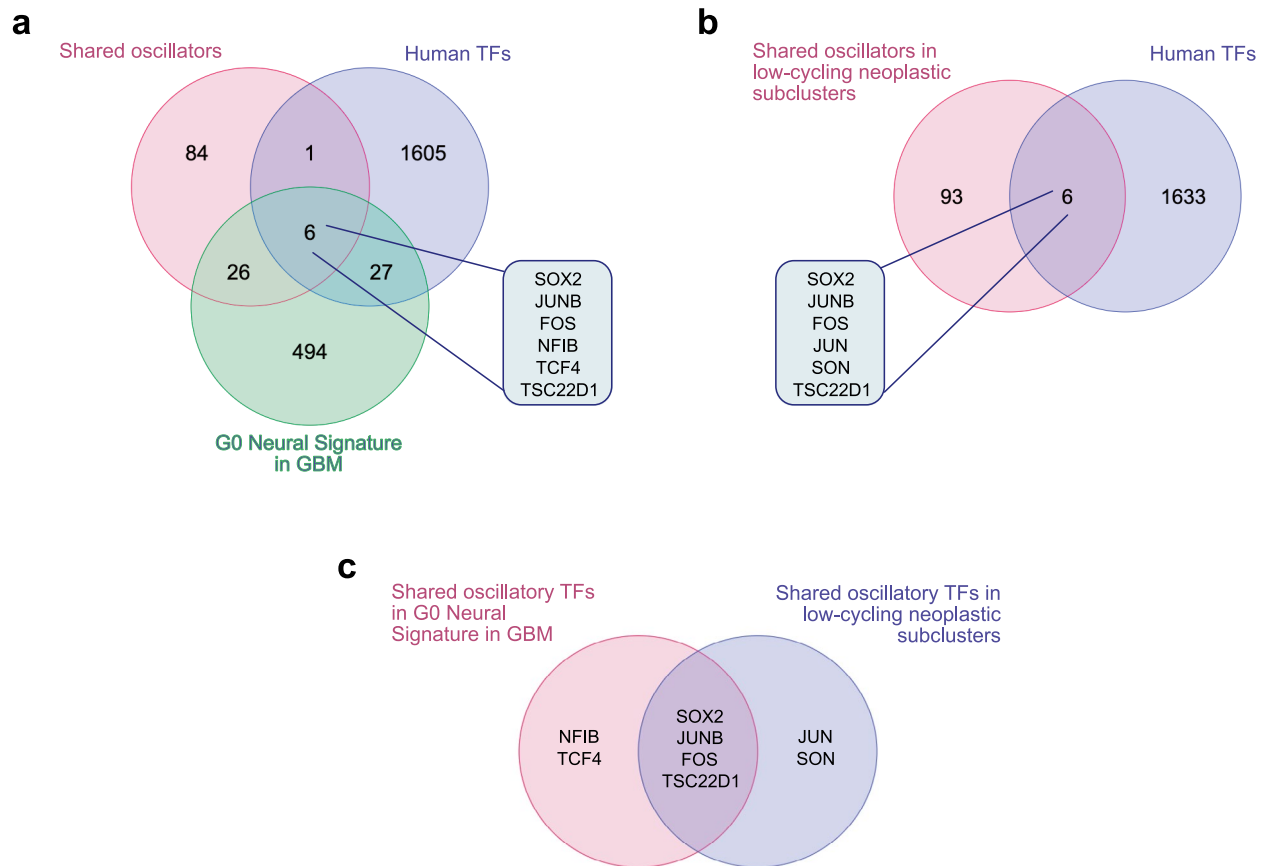 a
Shared oscillators
Human TFs
84
1
1605
6
26
27
494
SOX2
JUNB
FOS
NFIB
TCF4
TSC22D1
G0 Neural Signature
in GBM
b
Shared oscillators in
low-cycling neoplastic
subclusters
Human TFs
93
6
1633
SOX2
JUNB
FOS
JUN
SON
TSC22D1
c
Shared oscillatory TFs
in G0 Neural
Signature in GBM
Shared oscillatory TFs in
low-cycling neoplastic
subclusters
NFIB
TCF4
SOX2
JUNB
FOS
TSC22D1
JUN
SON